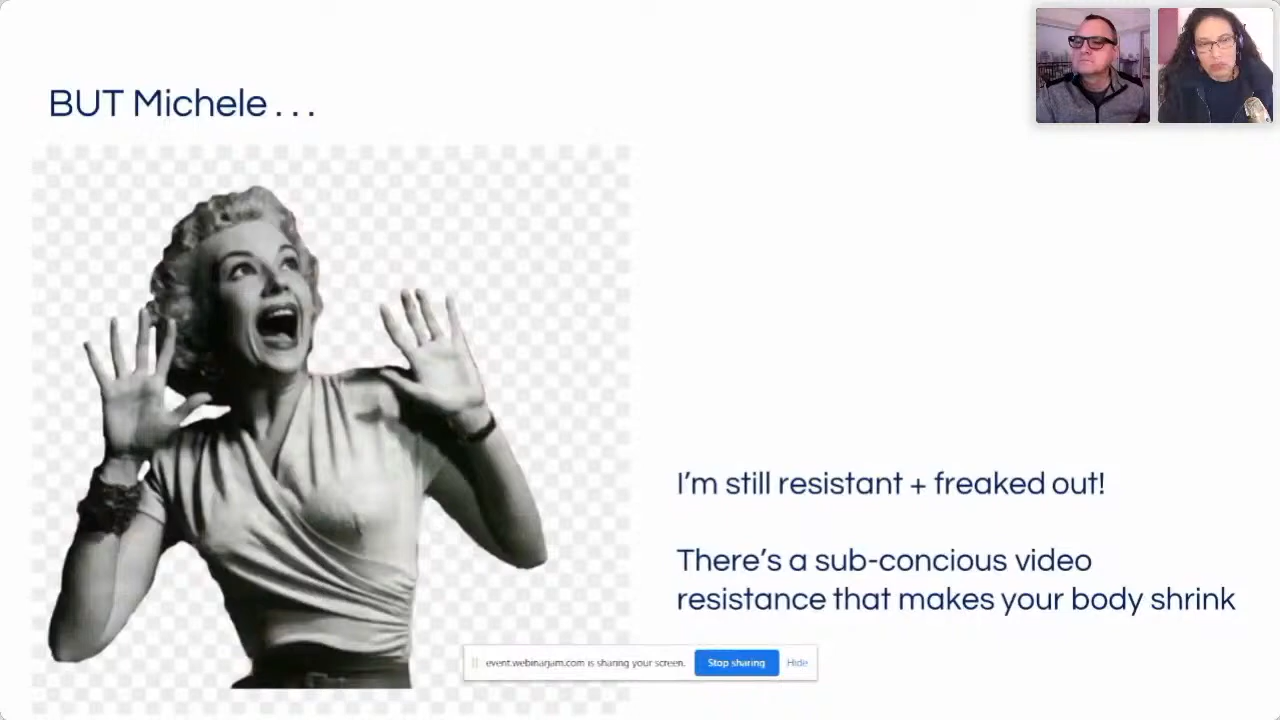 BUT Michele . . .
I'm still resistant + freaked out!
There's a sub-concious video
resistance that makes your body shrink
event.webinarjam.com is sharing your screen. Stop sharing Hide